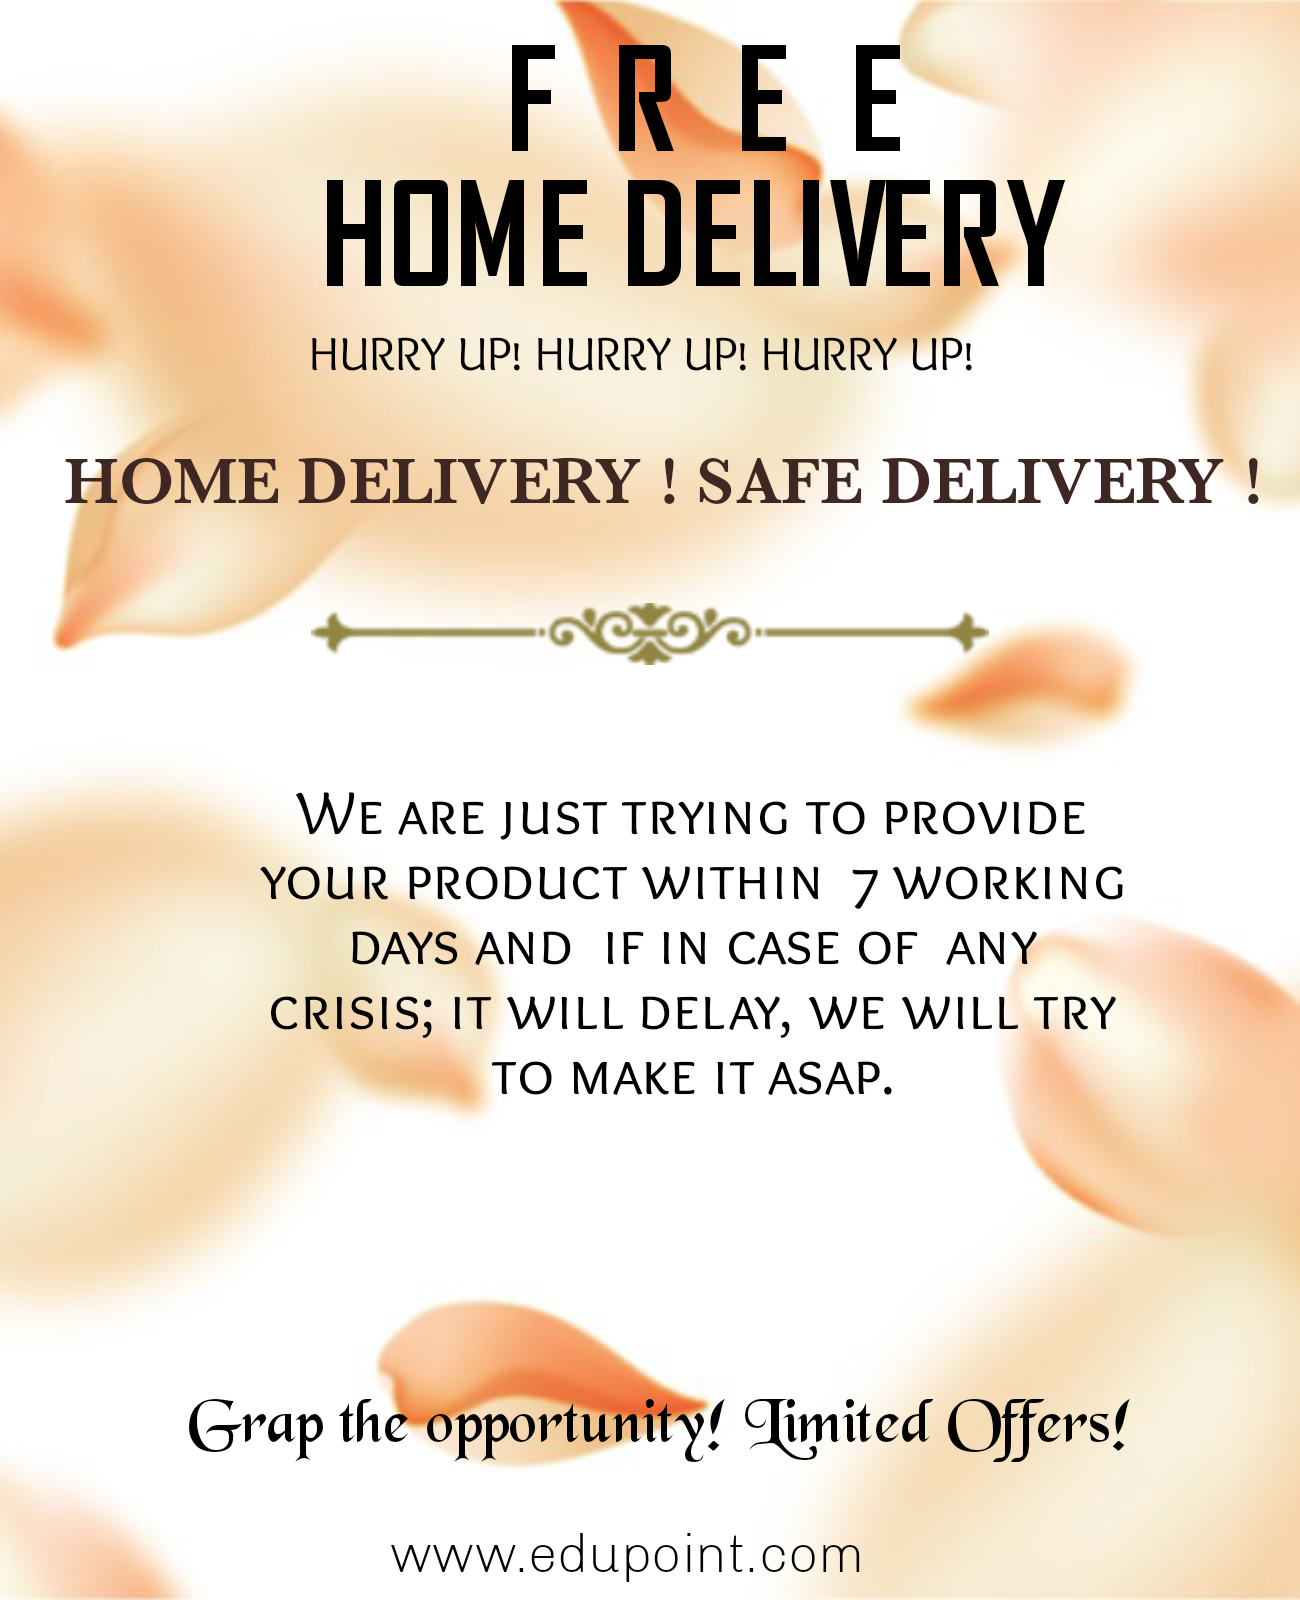 F R E E
HOME DELIVERY
HURRY UP! HURRY UP! HURRY UP!
HOME DELIVERY ! SAFE DELIVERY !
We are just trying to provide
your product within 7 working
days and if in case of any
crisis; it will delay, we will try
to make it asap.
Grap the opportunity! Limited Offers!
www.edupoint.com